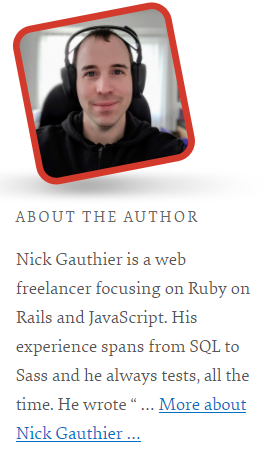 ABOUT THE AUTHOR
Nick Gauthier is a web
freelancer focusing on Ruby on
Rails and JavaScript. His
experience spans from SQL to
Sass and he always tests, all the
time. He wrote “ … More about
Nick Gauthier …